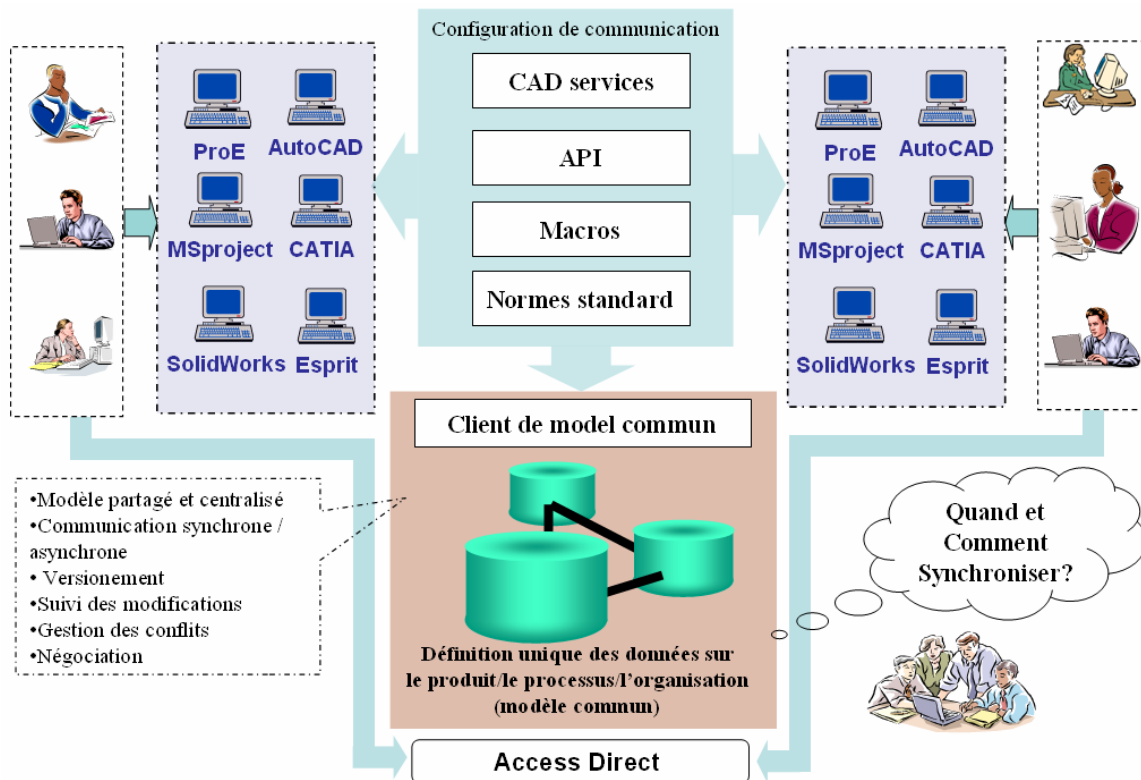 Configuration de communication
CAD services
API
Macros
Normes standard
ProE
AutoCAD
MSproject
CATIA
SolidWorks
Esprit
ProE
AutoCAD
MSproject
CATIA
SolidWorks
Esprit
Client de model commun
Définition unique des données sur
le produit/le processus/l'organisation
(modèle commun)
•Modèle partagé et centralisé
•Communication synchrone /
asynchrone
• Versionement
•Suivi des modifications
•Gestion des conflits
•Négociation
Quand et
Comment
Synchroniser?
Access Direct